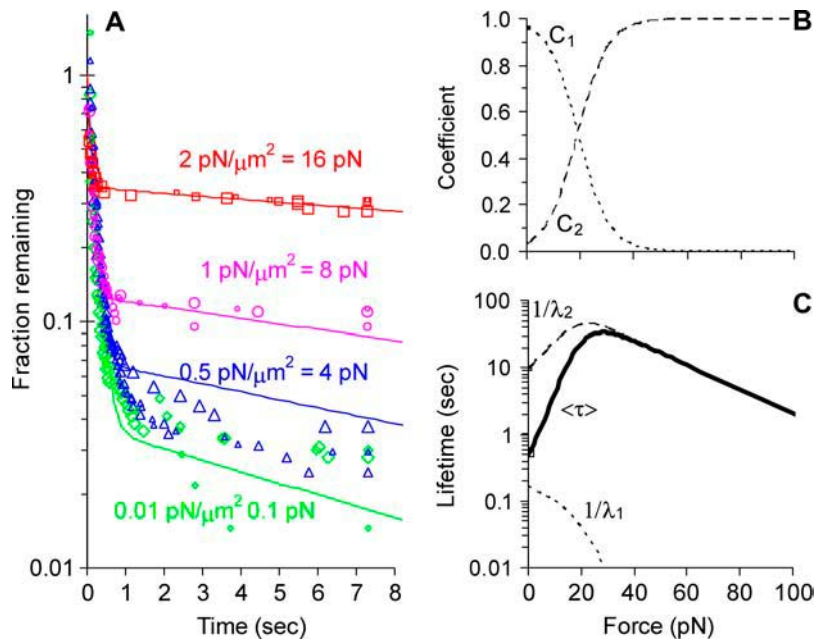 A
1
0.1
0.01
Fraction remaining
2 pN/μm² = 16 pN
1 pN/μm² = 8 pN
0.5 pN/μm² = 4 pN
0.01 pN/μm² 0.1 pN
0 1 2 3 4 5 6 7 8
Time (sec)
B
1.0
0.8
0.6
0.4
0.2
0.0
Coefficient
C₁
C₂
C
100
10
1
0.1
0.01
Lifetime (sec)
1/λ₂
<τ>
1/λ₁
0 20 40 60 80 100
Force (pN)